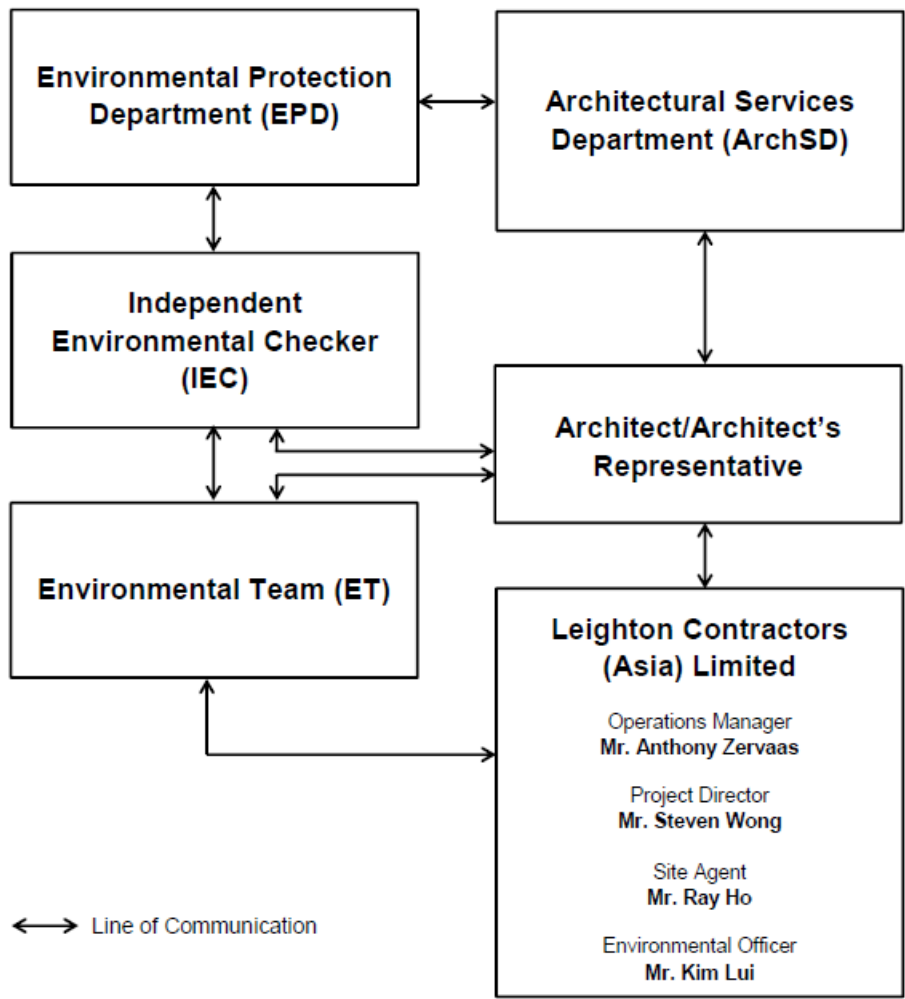 Environmental Protection
Department (EPD)
Architectural Services
Department (ArchSD)
Independent
Environmental Checker
(IEC)
Architect/Architect's
Representative
Environmental Team (ET)
Leighton Contractors
(Asia) Limited
Operations Manager
Mr. Anthony Zervaas
Project Director
Mr. Steven Wong
Site Agent
Mr. Ray Ho
Environmental Officer
Mr. Kim Lui
Line of Communication